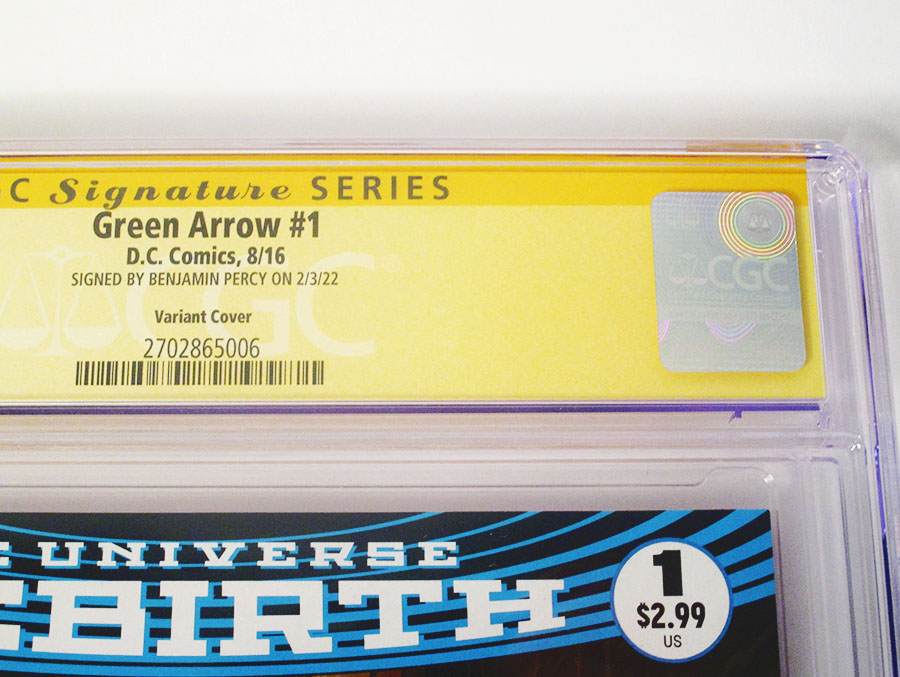 C Signature SERIES
Green Arrow #1
D.C. Comics, 8/16
SIGNED BY BENJAMIN PERCY ON 2/3/22
Variant Cover
2702865006
CGC
CGC
E UNIVERSE
EBIRTH
1
$2.99
US